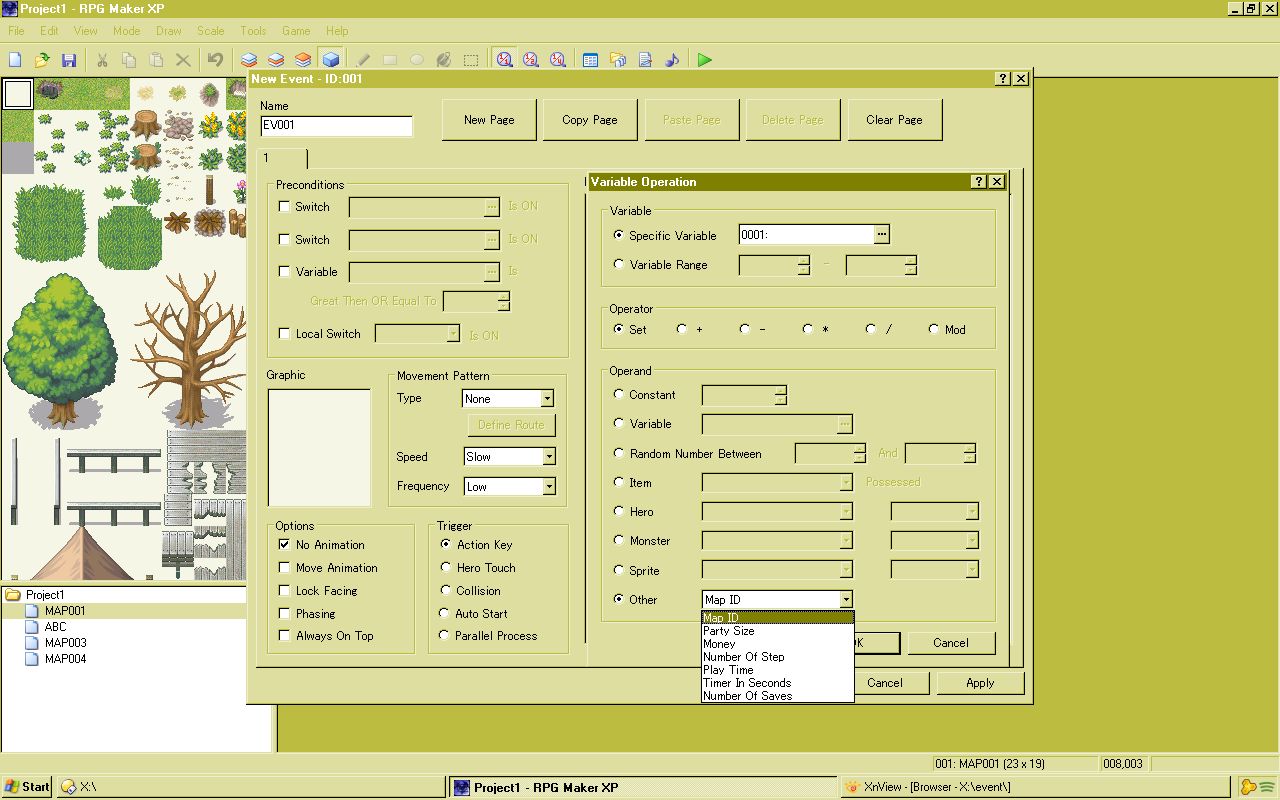 Project1 - RPG Maker XP
File Edit View Mode Draw Scale Tools Game Help
New Event - ID:001
Name
EV001
New Page Copy Page Paste Page Delete Page Clear Page
1
Preconditions
Switch ... Is ON
Switch ... Is ON
Variable ... Is
Great Then OR Equal To
Local Switch Is ON
Graphic
Movement Pattern
Type None
Define Route
Speed Slow
Frequency Low
Options
No Animation
Move Animation
Lock Facing
Phasing
Always On Top
Trigger
Action Key
Hero Touch
Collision
Auto Start
Parallel Process
Variable Operation
Variable
Specific Variable 0001: ...
Variable Range -
Operator
Set + - * / Mod
Operand
Constant
Variable ...
Random Number Between And
Item Possessed
Hero
Monster
Sprite
Other Map ID
Map ID
Party Size
Money
Number Of Step
Play Time
Timer In Seconds
Number Of Saves
Cancel
Cancel Apply
Project1
MAP001
ABC
MAP003
MAP004
001: MAP001 (23 x 19) 008,003
Start X:\ Project1 - RPG Maker XP XnView - [Browser - X:\event\]